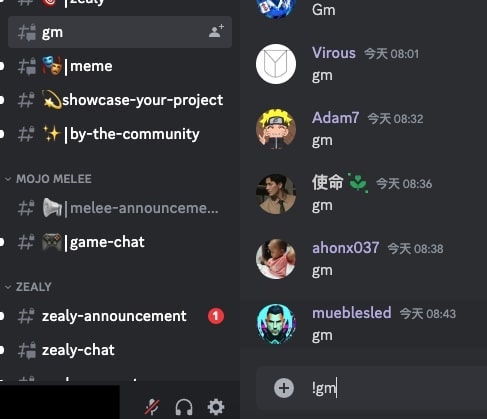 zealy
gm
|meme
showcase-your-project
|by-the-community
MOJO MELEE
|melee-announceme...
|game-chat
ZEALY
zealy-announcement 1
zealy-chat
Gm
Virous 今天 08:01
gm
Adam7 今天 08:32
gm
使命 今天 08:36
gm
ahonx037 今天 08:38
gm
mueblesled 今天 08:43
gm
!gm